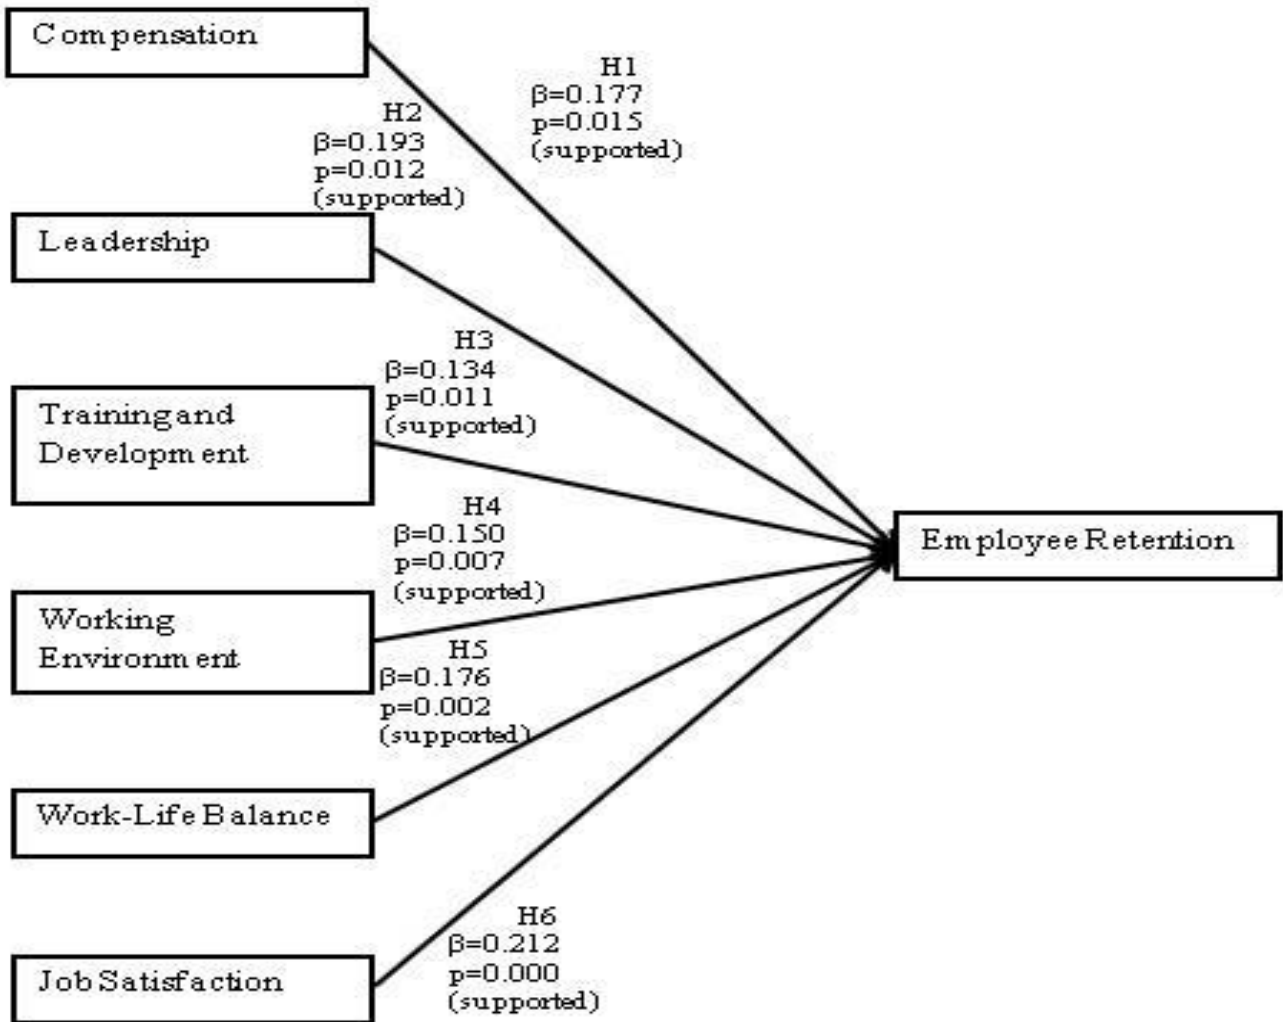 Compensation
H1
β=0.177
p=0.015
(supported)
H2
β=0.193
p=0.012
(supported)
Leadership
H3
β=0.134
p=0.011
(supported)
Training and
Development
H4
β=0.150
p=0.007
(supported)
Employee Retention
Working
Environment
H5
β=0.176
p=0.002
(supported)
Work-Life Balance
H6
β=0.212
p=0.000
(supported)
Job Satisfaction